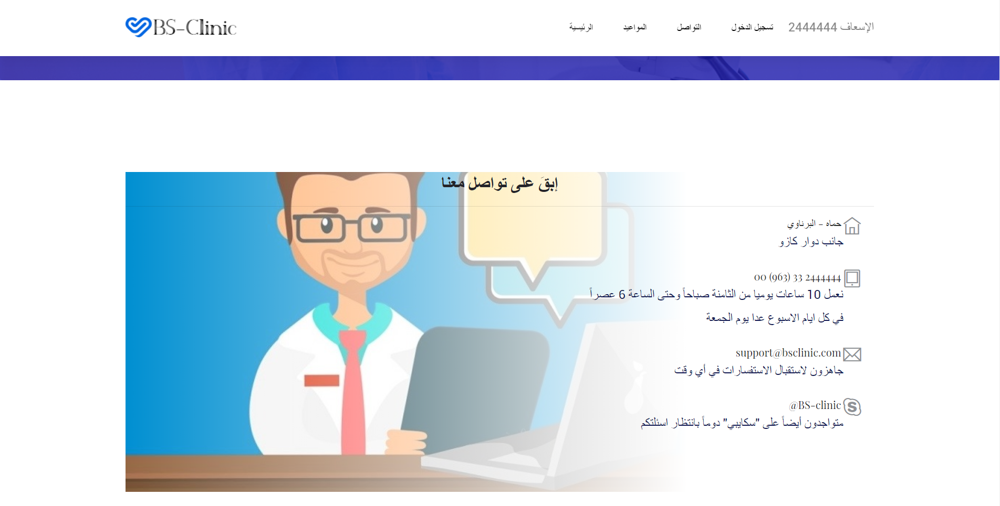 BS-Clinic
الإسعاف 2444444
تسجيل الدخول
التواصل
المواعيد
الرئيسية
إبقَ على تواصل معنا
حماه - البرناوي
جانب دوار كازو
00 (963) 33 2444444
نعمل 10 ساعات يوميا من الثامنة صباحاً وحتى الساعة 6 عصراً
في كل ايام الاسبوع عدا يوم الجمعة
support@bsclinic.com
جاهزون لاستقبال الاستفسارات في أي وقت
@BS-clinic
متواجدون أيضاً على "سكايبي" دوماً بانتظار اسئلتكم